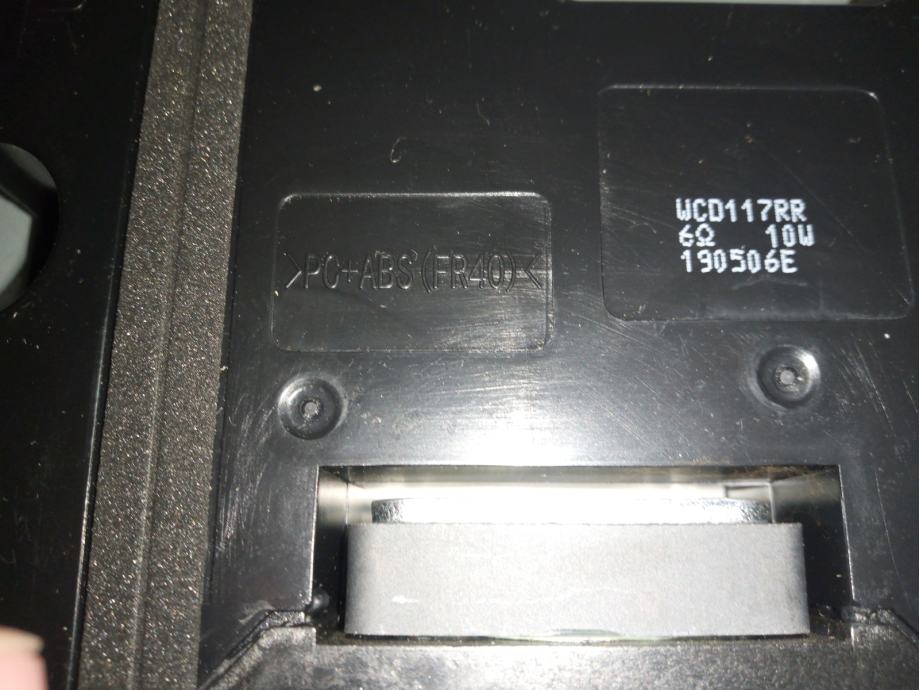 >PC+ABS(FR40)<
WCD117RR
6Ω 10W
190506E